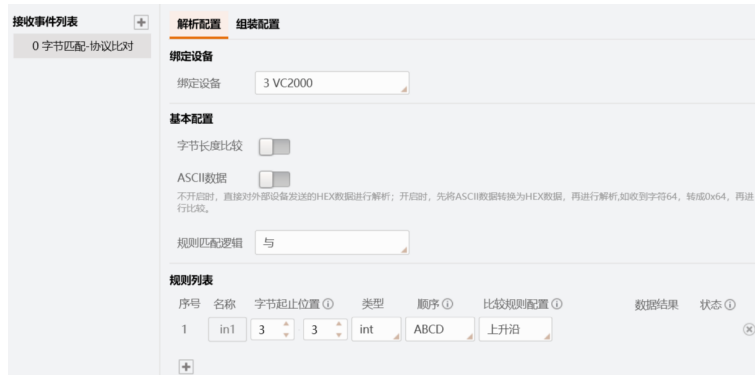 接收事件列表
0 字节匹配-协议比对
解析配置 组装配置
绑定设备
绑定设备 3 VC2000
基本配置
字节长度比较
ASCII数据
不开启时，直接对外部设备发送的HEX数据进行解析；开启时，先将ASCII数据转换为HEX数据，再进行解析,如收到字符64，转成0x64，再进
行比较。
规则匹配逻辑 与
规则列表
序号 名称 字节起止位置 类型 顺序 比较规则配置 数据结果 状态
1 in1 3 3 int ABCD 上升沿